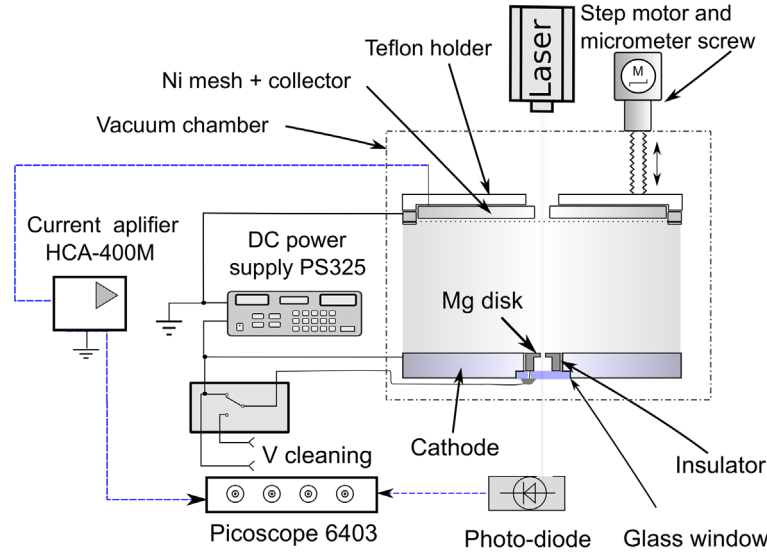 Step motor and
micrometer screw
Laser
Teflon holder
M
Ni mesh + collector
Vacuum chamber
Current aplifier
HCA-400M
DC power
supply PS325
Mg disk
Cathode
V cleaning
Insulator
Picoscope 6403
Photo-diode
Glass window